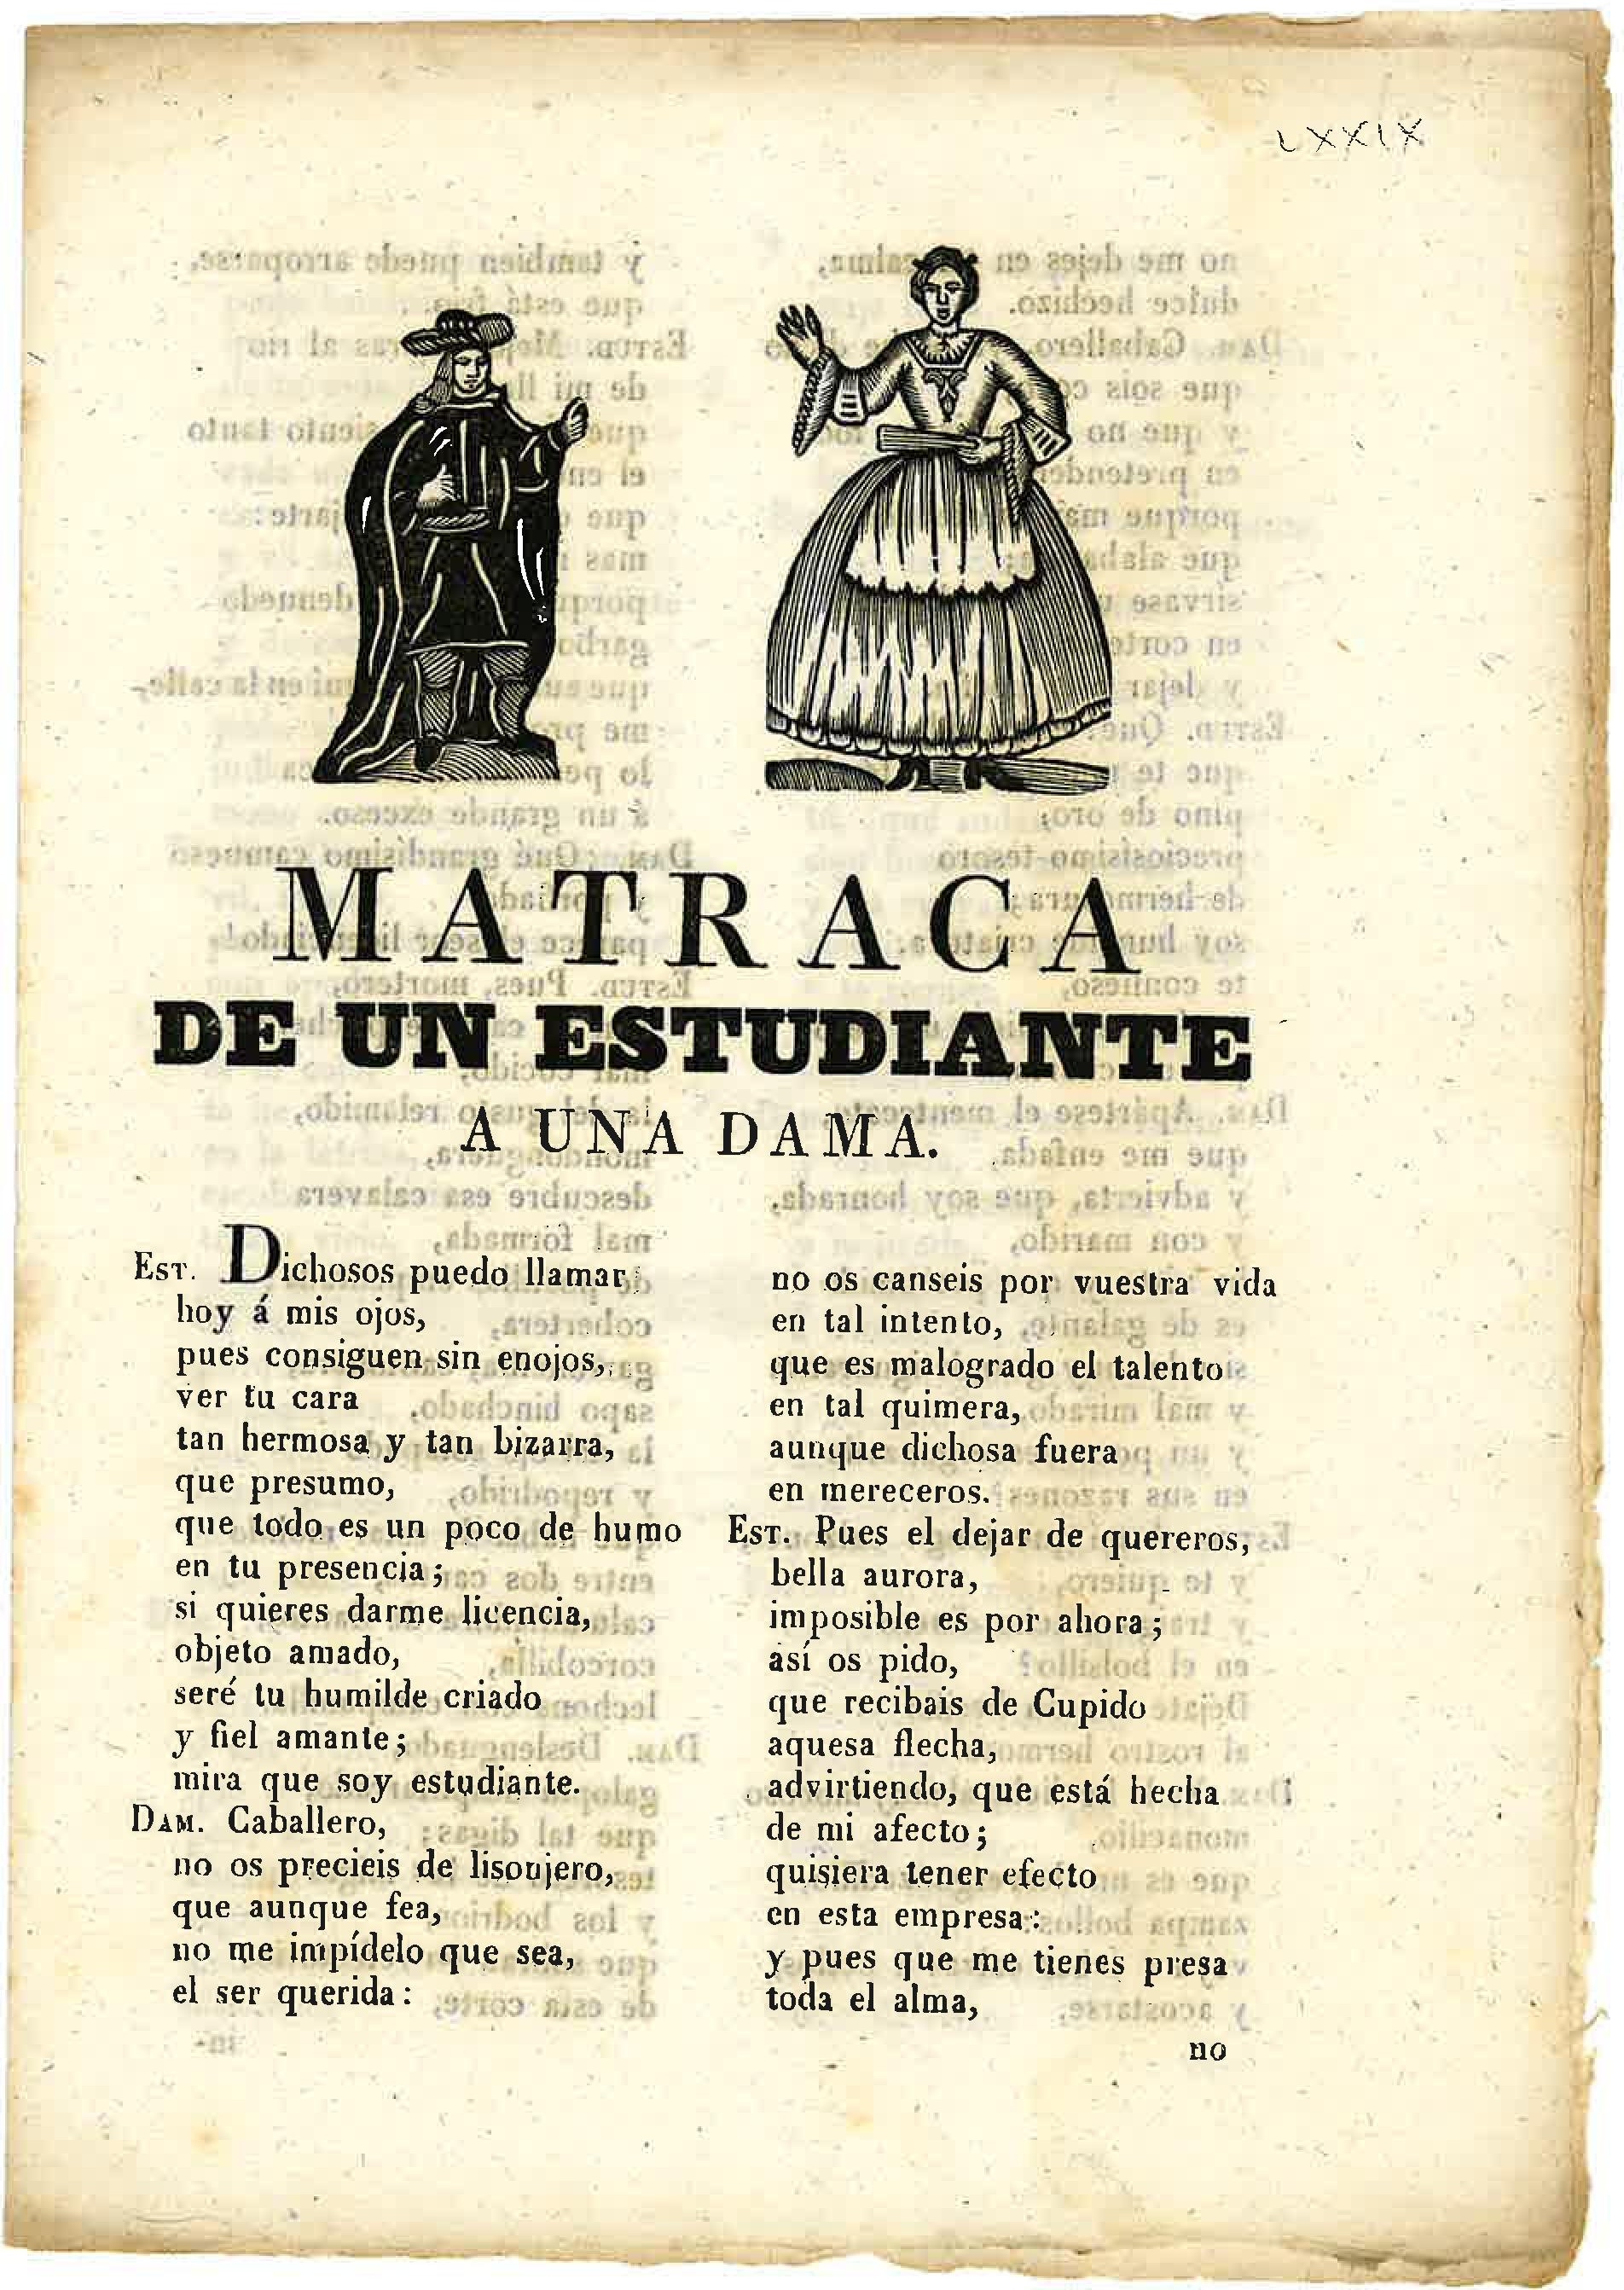 LXXIX
MATRACA
DE UN ESTUDIANTE
A UNA DAMA.
EST. Dichosos puedo llamar
hoy á mis ojos,
pues consiguen sin enojos,
ver tu cara
tan hermosa y tan bizarra,
que presumo,
que todo es un poco de humo
en tu presencia;
si quieres darme licencia,
objeto amado,
seré tu humilde criado
y fiel amante;
mira que soy estudiante.
DAM. Caballero,
no os precieis de lisonjero,
que aunque fea,
no me impídelo que sea,
el ser querida:
no os canseis por vuestra vida
en tal intento,
que es malogrado el talento
en tal quimera,
aunque dichosa fuera
en mereceros.
EST. Pues el dejar de quereros,
bella aurora,
imposible es por ahora;
así os pido,
que recibais de Cupido
aquesa flecha,
advirtiendo, que está hecha
de mi afecto;
quisiera tener efecto
en esta empresa:
y pues que me tienes presa
toda el alma,
no